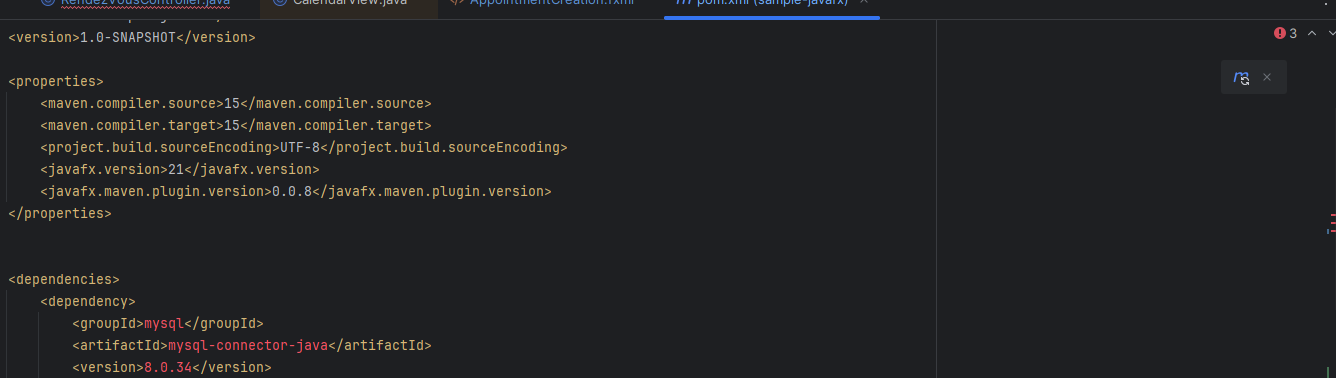 RendezVousController.java CalendarView.java AppointmentCreation.fxml pom.xml (sample-javafx)
<version>1.0-SNAPSHOT</version>
3
<properties>
<maven.compiler.source>15</maven.compiler.source>
<maven.compiler.target>15</maven.compiler.target>
<project.build.sourceEncoding>UTF-8</project.build.sourceEncoding>
<javafx.version>21</javafx.version>
<javafx.maven.plugin.version>0.0.8</javafx.maven.plugin.version>
</properties>
<dependencies>
<dependency>
<groupId>mysql</groupId>
<artifactId>mysql-connector-java</artifactId>
<version>8.0.34</version>